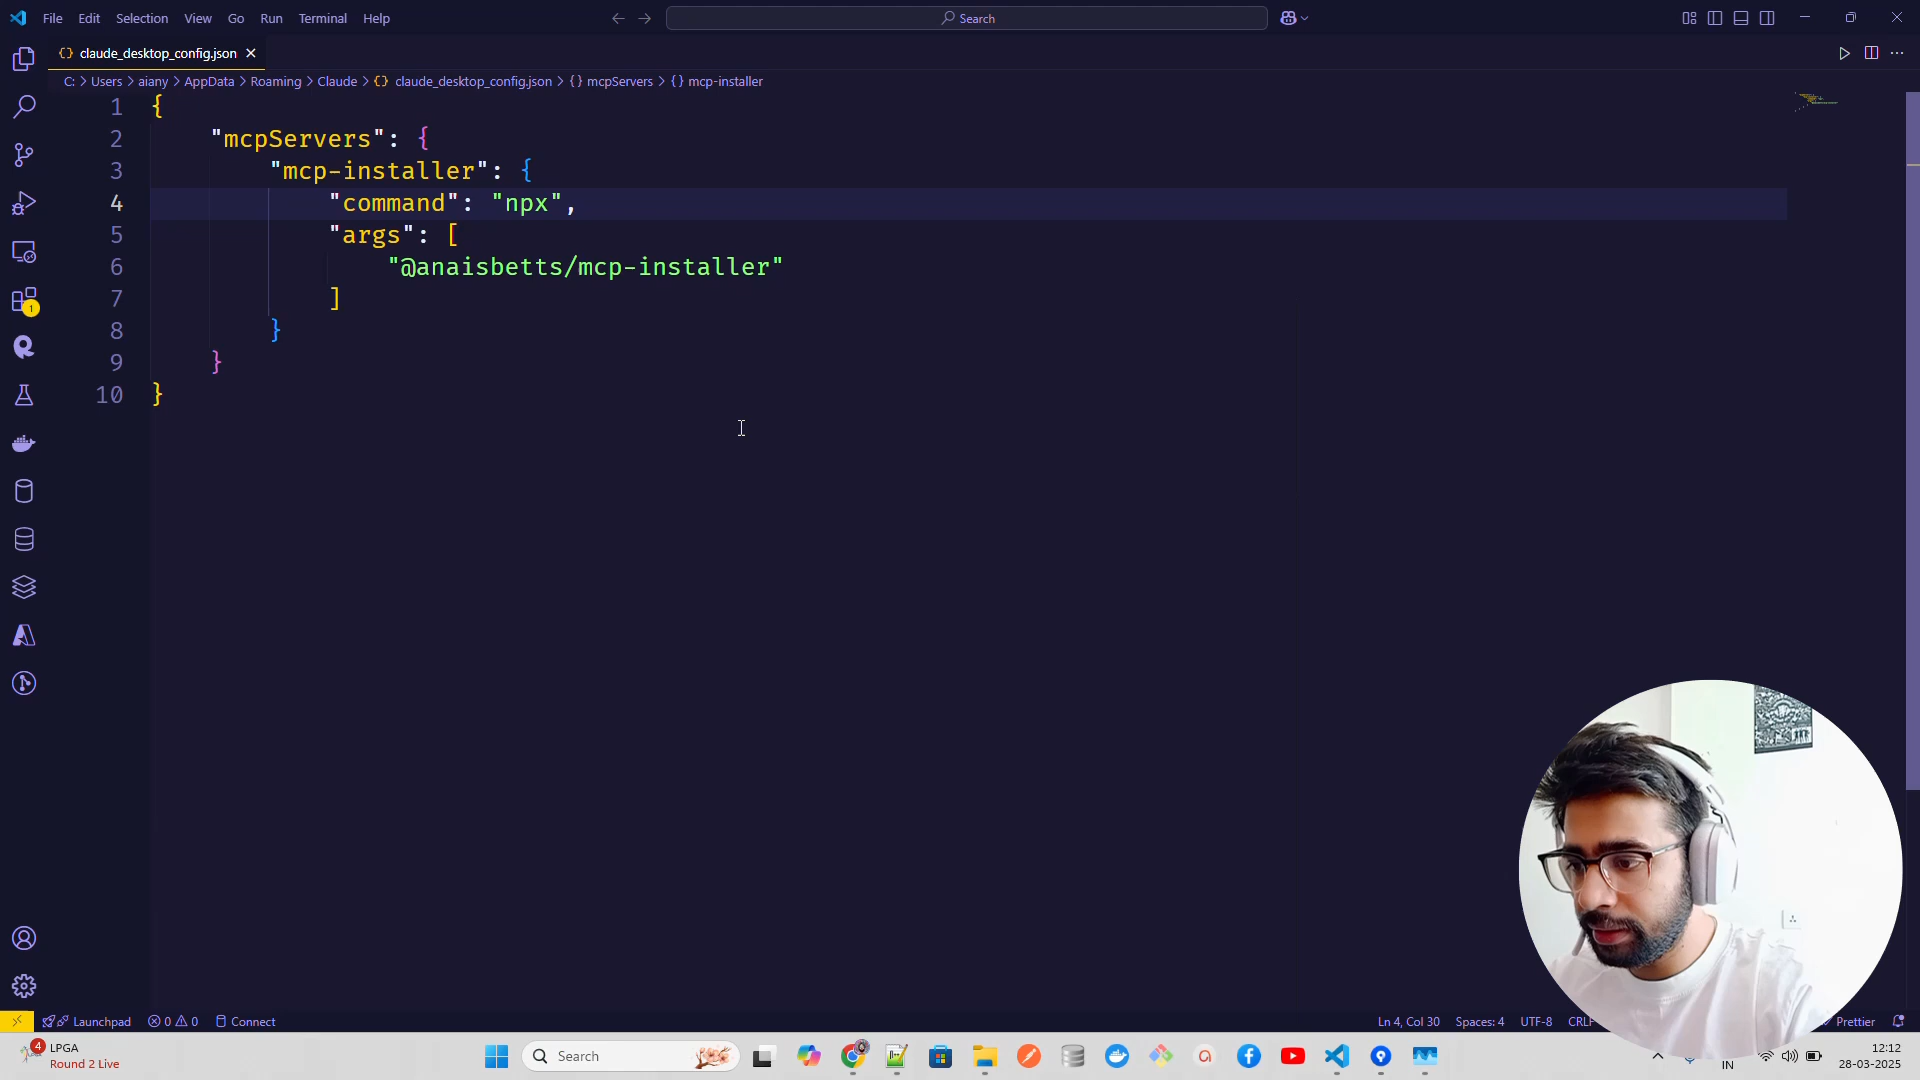 File Edit Selection View Go Run Terminal Help
Search
claude_desktop_config.json
C: > Users > aiany > AppData > Roaming > Claude > {} claude_desktop_config.json > {} mcpServers > {} mcp-installer
1 {
2 "mcpServers": {
3 "mcp-installer": {
4 "command": "npx",
5 "args": [
6 "@anaisbetts/mcp-installer"
7 ]
8 }
9 }
10 }
1
Launchpad 0 0 Connect
Ln 4, Col 30 Spaces: 4 UTF-8 CRLF Prettier
4 LPGA
Round 2 Live
Search
IN
12:12
28-03-2025